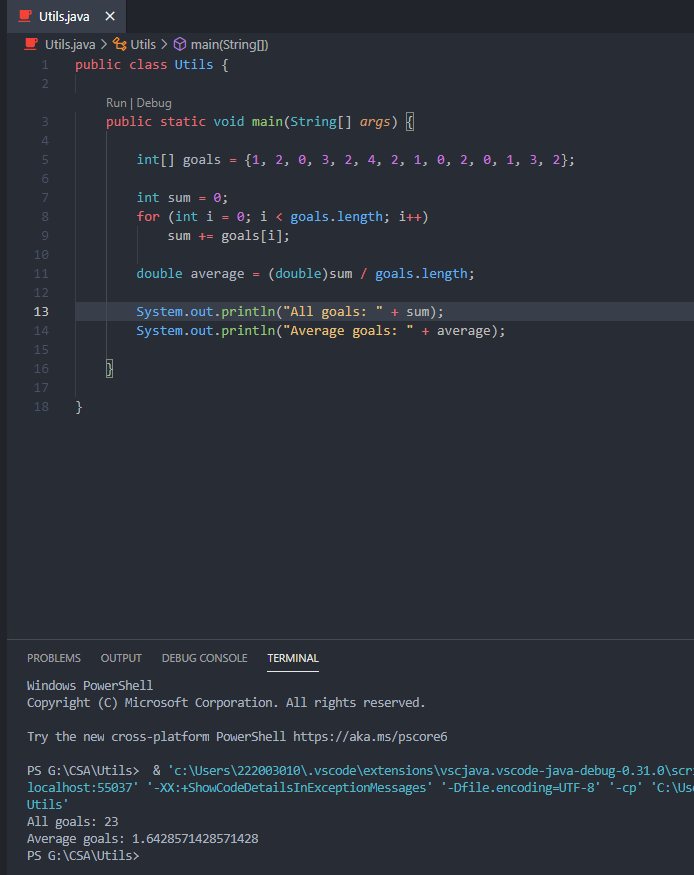 Utils.java
Utils.java > Utils > main(String[])
1 public class Utils {
2
Run | Debug
3 public static void main(String[] args) {
4
5 int[] goals = {1, 2, 0, 3, 2, 4, 2, 1, 0, 2, 0, 1, 3, 2};
6
7 int sum = 0;
8 for (int i = 0; i < goals.length; i++)
9 sum += goals[i];
10
11 double average = (double)sum / goals.length;
12
13 System.out.println("All goals: " + sum);
14 System.out.println("Average goals: " + average);
15
16 }
17
18 }
PROBLEMS OUTPUT DEBUG CONSOLE TERMINAL
Windows PowerShell
Copyright (C) Microsoft Corporation. All rights reserved.
Try the new cross-platform PowerShell https://aka.ms/pscore6
PS G:\CSA\Utils> & 'c:\Users\222003010\.vscode\extensions\vscjava.vscode-java-debug-0.31.0\scri
localhost:55037' '-XX:+ShowCodeDetailsInExceptionMessages' '-Dfile.encoding=UTF-8' '-cp' 'C:\Use
Utils'
All goals: 23
Average goals: 1.6428571428571428
PS G:\CSA\Utils>